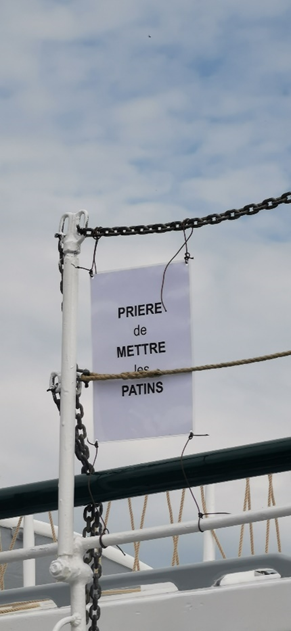 PRIERE
de
METTRE
les
PATINS